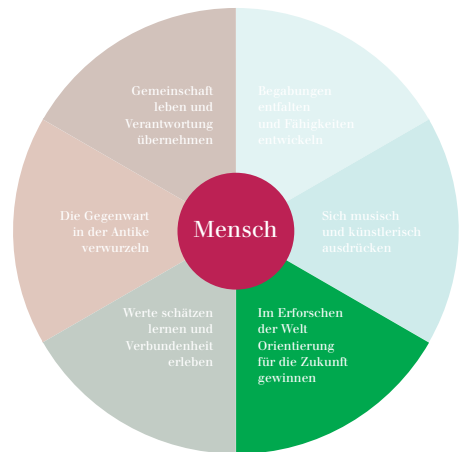 Gemeinschaft
leben und
Verantwortung
übernehmen
Begabungen
entfalten
und Fähigkeiten
entwickeln
Die Gegenwart
in der Antike
verwurzeln
Mensch
Sich musisch
und künstlerisch
ausdrücken
Werte schätzen
lernen und
Verbundenheit
erleben
Im Erforschen
der Welt
Orientierung
für die Zukunft
gewinnen